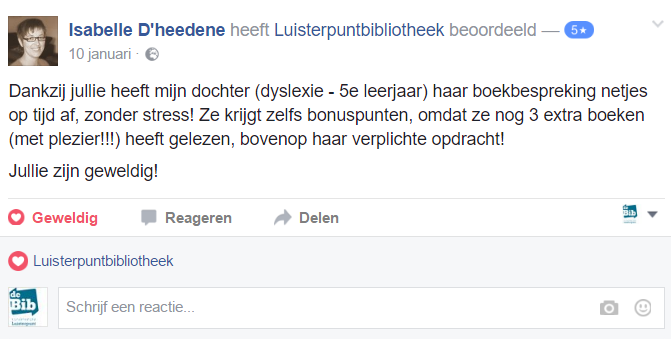 Isabelle D'heedene heeft Luisterpuntbibliotheek beoordeeld — 5★
10 januari ·
Dankzij jullie heeft mijn dochter (dyslexie - 5e leerjaar) haar boekbespreking netjes
op tijd af, zonder stress! Ze krijgt zelfs bonuspunten, omdat ze nog 3 extra boeken
(met plezier!!!) heeft gelezen, bovenop haar verplichte opdracht!
Jullie zijn geweldig!
Geweldig Reageren Delen
Luisterpuntbibliotheek
de Bib
Schrijf een reactie...